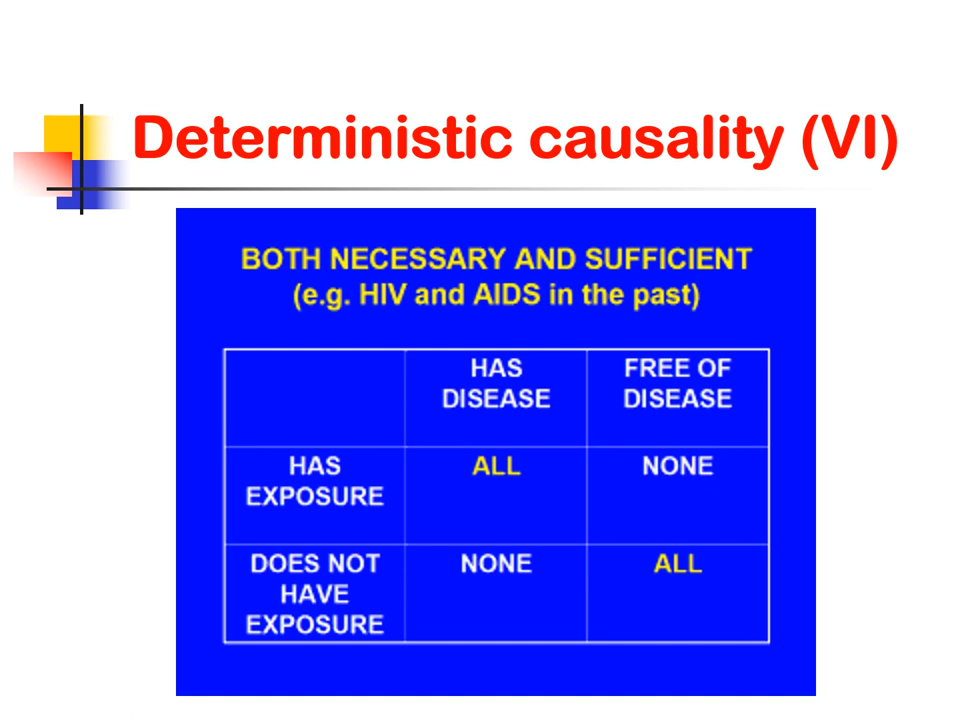 Deterministic causality (VI)
BOTH NECESSARY AND SUFFICIENT
(e.g. HIV and AIDS in the past)
HAS
DISEASE
FREE OF
DISEASE
HAS
EXPOSURE
ALL
NONE
DOES NOT
HAVE
EXPOSURE
NONE
ALL